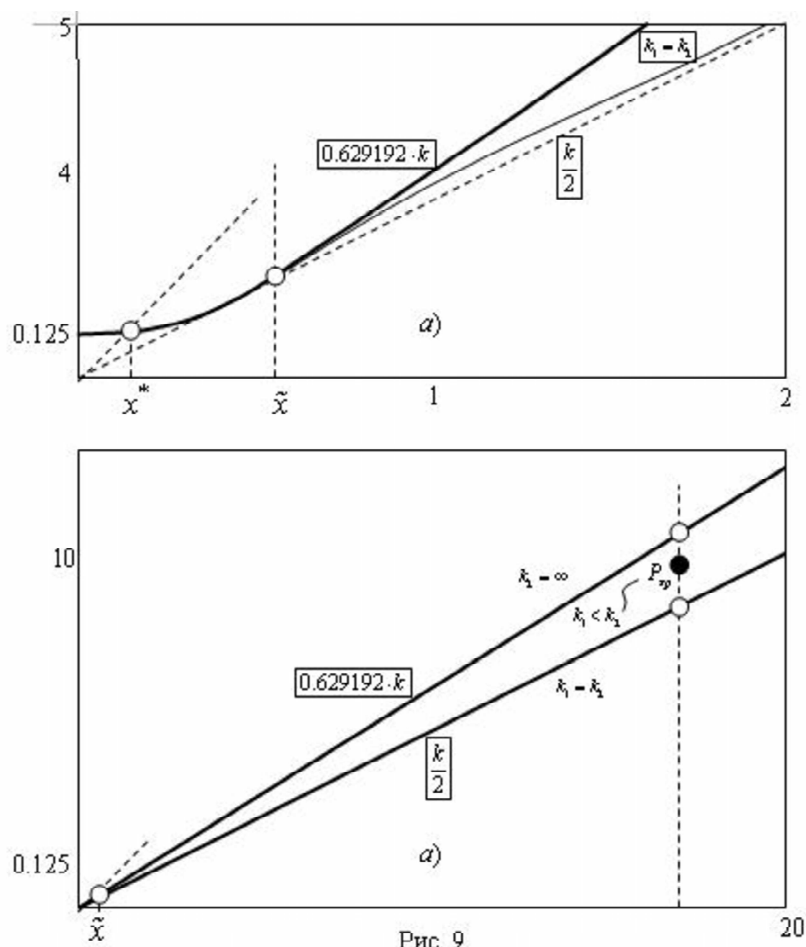 5
k₁ = k₂
0.629192 · k
k/2
4
0.125
a)
x*
x̃
1
2
10
k₂ = ∞
P_кр
k₁ < k₂
0.629192 · k
k₁ = k₂
k/2
0.125
a)
x̃
20
Рис. 9